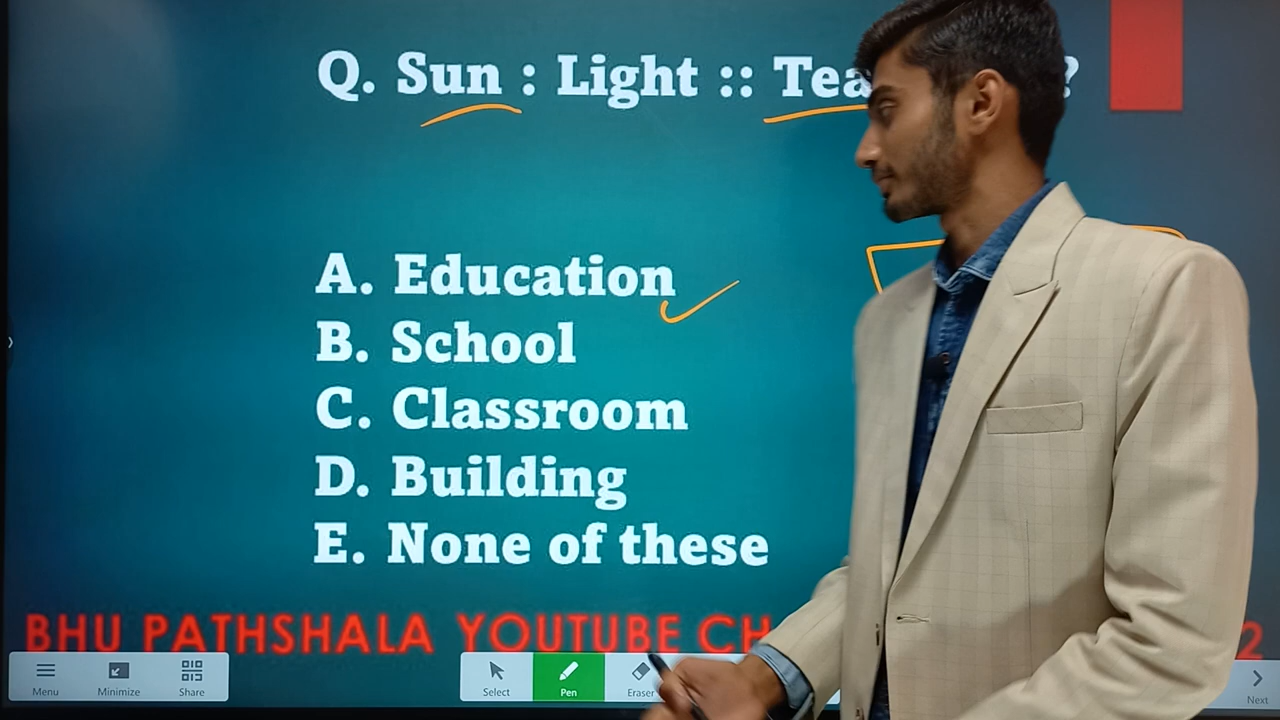 Q. Sun : Light :: Tea ?
A. Education
B. School
C. Classroom
D. Building
E. None of these
BHU PATHSHALA YOUTUBE CH 2
Menu Minimize Share Select Pen Eraser Next